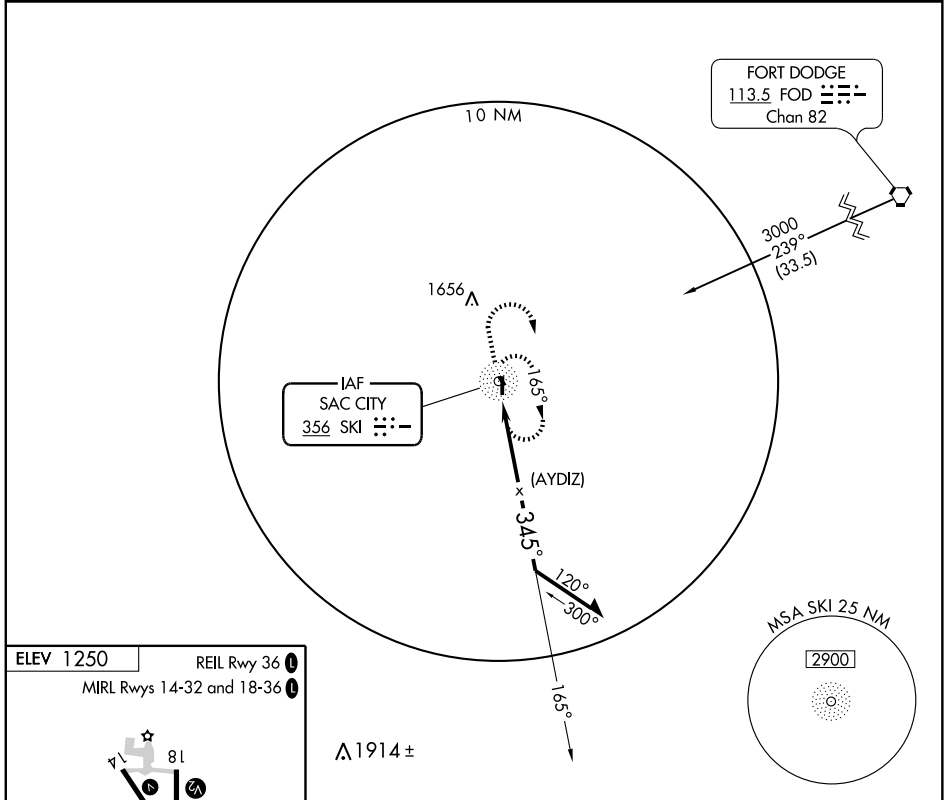 FORT DODGE
113.5 FOD
Chan 82
10 NM
3000
239°
(33.5)
1656
IAF
SAC CITY
356 SKI
165°
(AYDIZ)
345°
120°
300°
165°
MSA SKI 25 NM
2900
ELEV 1250
REIL Rwy 36 L
MIRL Rwys 14-32 and 18-36 L
1914 ±
14
18
V
V2